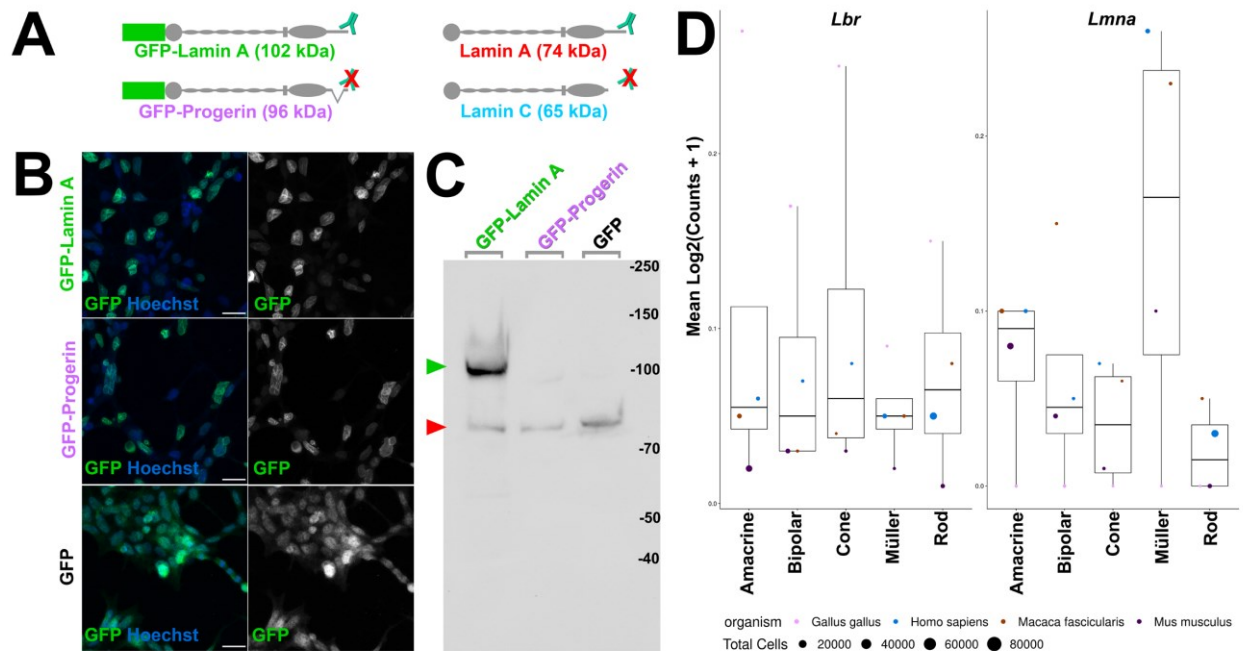 A
GFP-Lamin A (102 kDa)
Lamin A (74 kDa)
X
GFP-Progerin (96 kDa)
Lamin C (65 kDa)
X
B
GFP-Lamin A
GFP Hoechst
GFP
GFP-Progerin
GFP Hoechst
GFP
GFP
GFP Hoechst
GFP
C
GFP-Lamin A
GFP-Progerin
GFP
-250
-150
-100
-70
-50
-40
D
Lbr
Lmna
Mean Log2(Counts + 1)
0.2
0.1
0.0
0.2
0.1
0.0
Amacrine
Bipolar
Cone
Müller
Rod
Amacrine
Bipolar
Cone
Müller
Rod
organism Gallus gallus Homo sapiens Macaca fascicularis Mus musculus
Total Cells 20000 40000 60000 80000